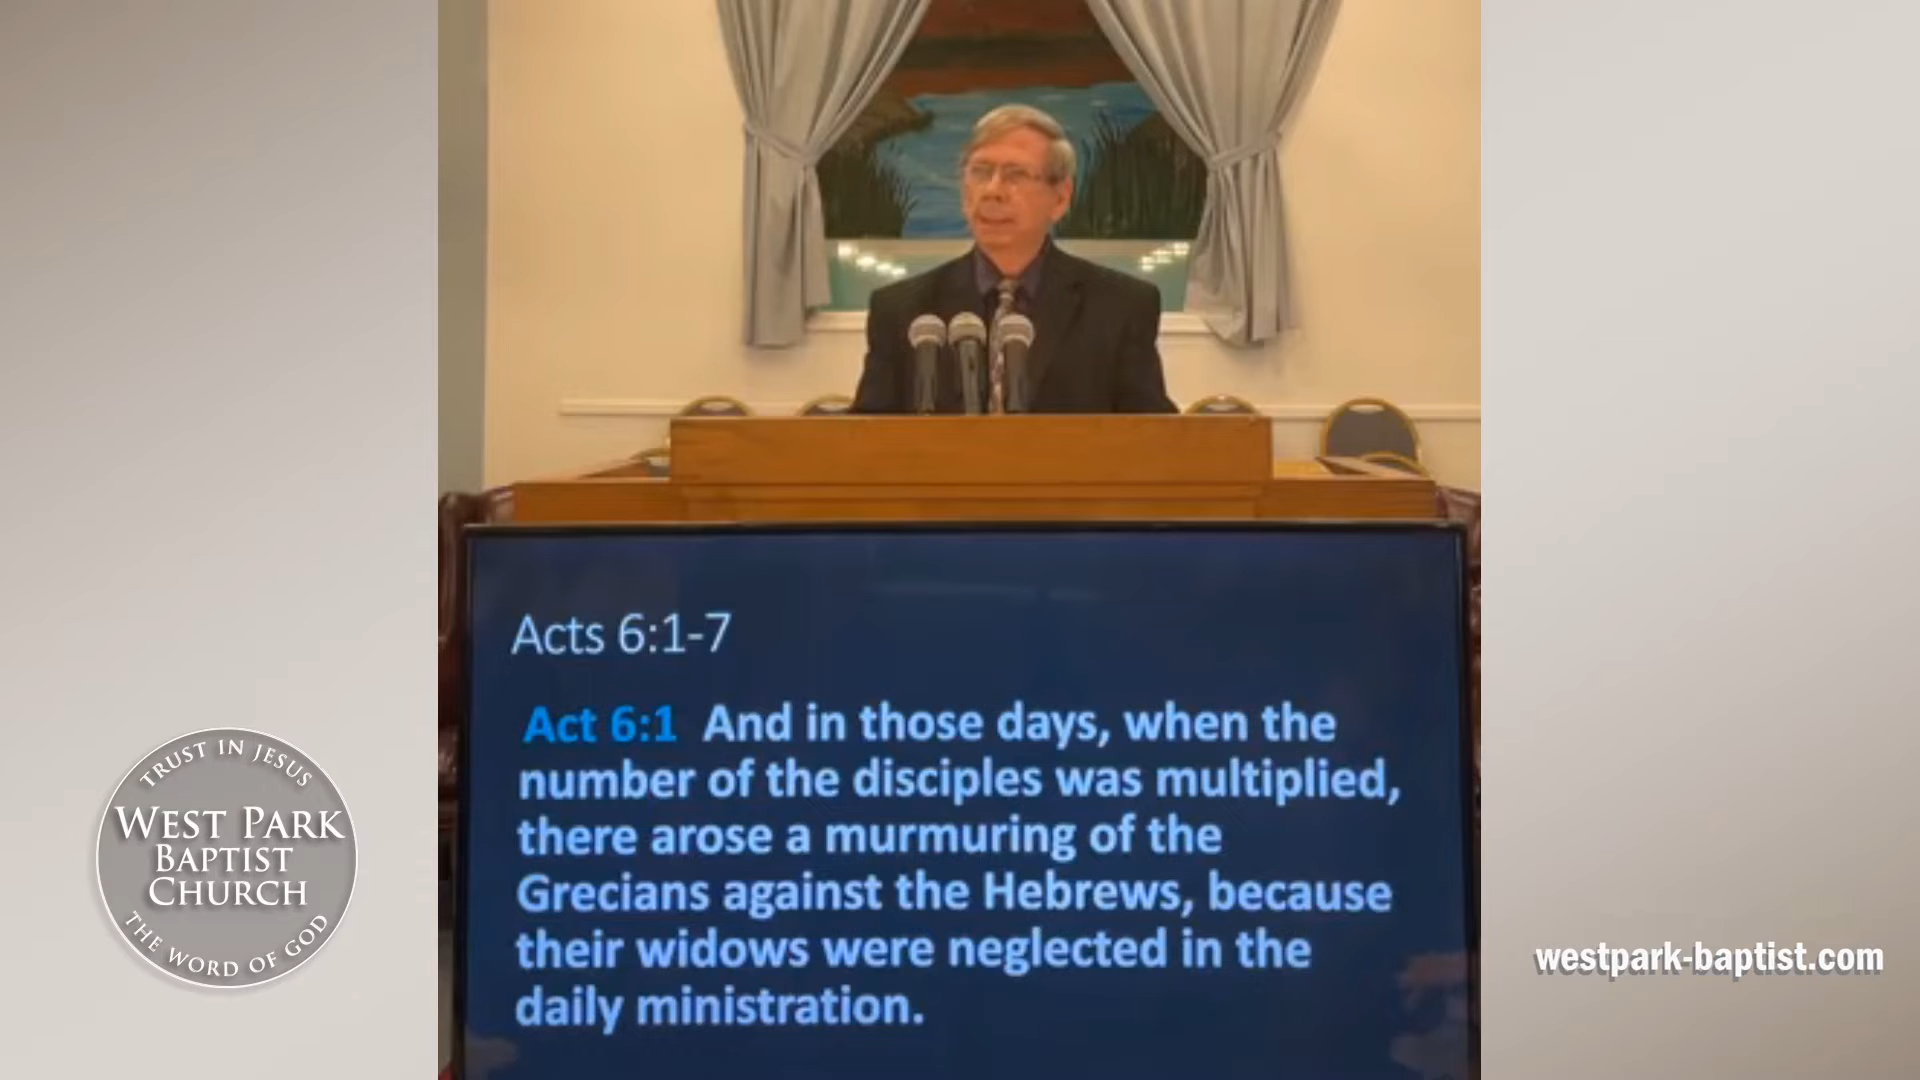 Acts 6:1-7
Act 6:1 And in those days, when the
number of the disciples was multiplied,
there arose a murmuring of the
Grecians against the Hebrews, because
their widows were neglected in the
daily ministration.
TRUST IN JESUS
WEST PARK
BAPTIST
CHURCH
THE WORD OF GOD
westpark-baptist.com